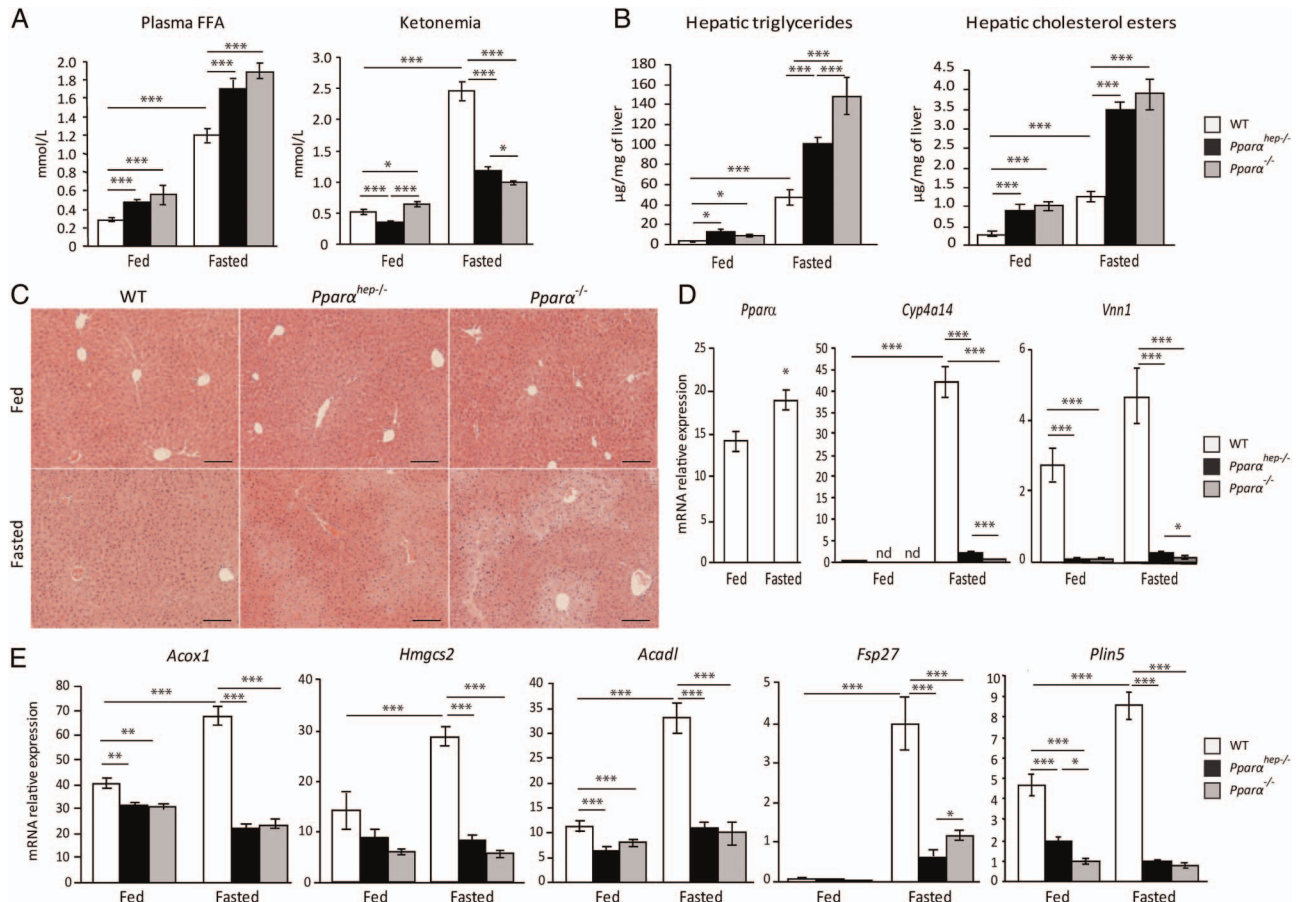 A
Plasma FFA
Ketonemia
mmol/L
2.0
1.8
1.6
1.4
1.2
1.0
0.8
0.6
0.4
0.2
0
***
***
***
***
***
Fed
Fasted
mmol/L
3.0
2.5
2.0
1.5
1.0
0.5
0
***
***
***
*
*
***
***
Fed
Fasted
B
Hepatic triglycerides
Hepatic cholesterol esters
µg/mg of liver
180
160
140
120
100
80
60
40
20
0
***
***
***
***
*
*
Fed
Fasted
µg/mg of liver
4.5
4.0
3.5
3.0
2.5
2.0
1.5
1.0
0.5
0
***
***
***
***
***
Fed
Fasted
WT
Pparα hep-/-
Pparα -/-
C
WT
Pparα hep-/-
Pparα -/-
Fed
Fasted
D
Pparα
Cyp4a14
Vnn1
mRNA relative expression
25
20
15
10
5
0
*
Fed
Fasted
50
45
40
35
30
25
20
15
10
5
0
***
***
***
***
nd
nd
Fed
Fasted
6
4
2
0
***
***
***
***
*
Fed
Fasted
WT
Pparα hep-/-
Pparα -/-
E
Acox1
Hmgcs2
Acadl
Fsp27
Plin5
mRNA relative expression
80
70
60
50
40
30
20
10
0
***
***
***
**
**
Fed
Fasted
40
30
20
10
0
***
***
***
Fed
Fasted
40
35
30
25
20
15
10
5
0
***
***
***
***
***
Fed
Fasted
5
4
3
2
1
0
***
***
***
*
Fed
Fasted
10
9
8
7
6
5
4
3
2
1
0
***
***
***
***
***
*
Fed
Fasted
WT
Pparα hep-/-
Pparα -/-